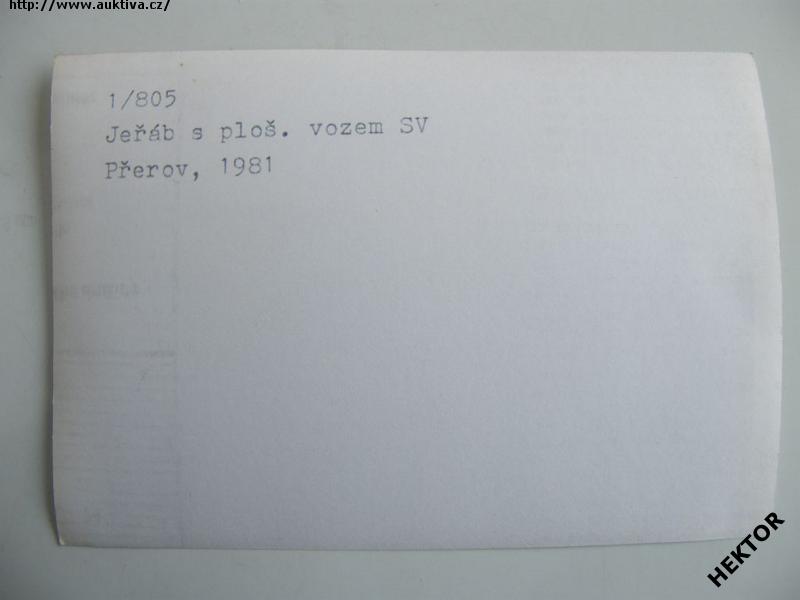 http://www.auktiva.cz/
1/805
Jeřáb s ploš. vozem SV
Přerov, 1981
HEKTOR